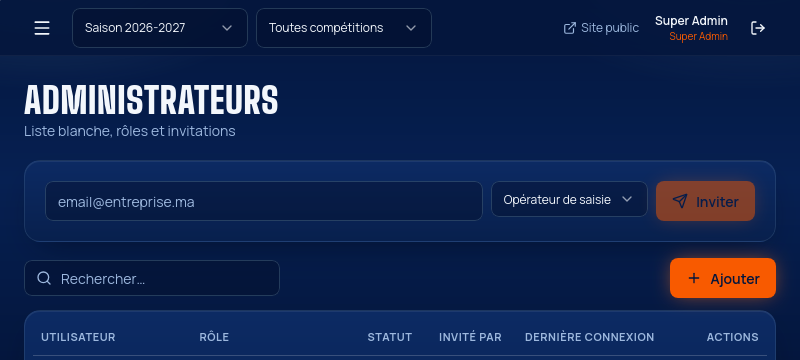 Saison 2026-2027
Toutes compétitions
Site public
Super Admin
Super Admin
ADMINISTRATEURS
Liste blanche, rôles et invitations
email@entreprise.ma
Opérateur de saisie
Inviter
Rechercher...
Ajouter
UTILISATEUR RÔLE STATUT INVITÉ PAR DERNIÈRE CONNEXION ACTIONS